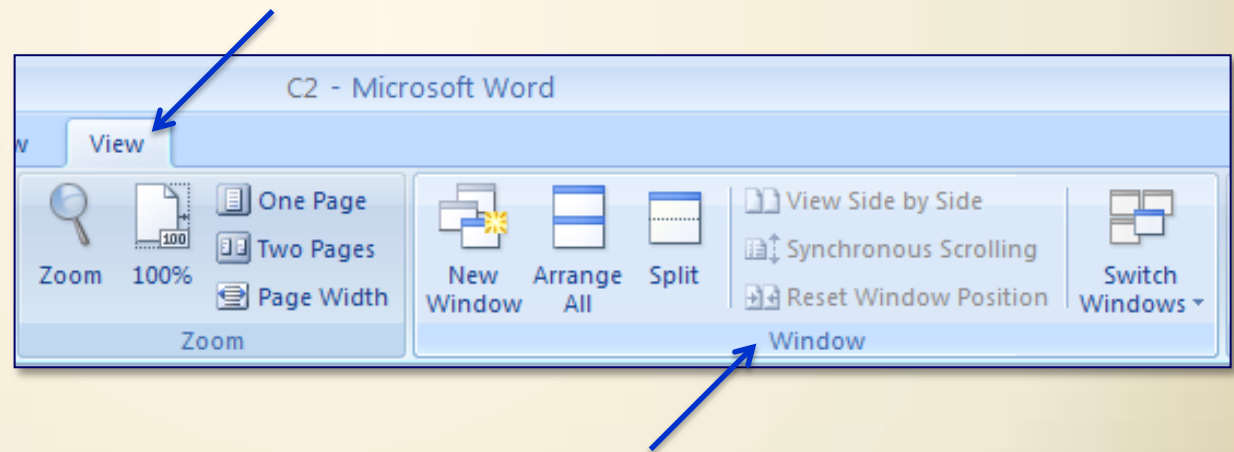 C2 - Microsoft Word
w View
Zoom
100%
100
One Page
Two Pages
Page Width
Zoom
New
Window
Arrange
All
Split
View Side by Side
Synchronous Scrolling
Reset Window Position
Switch
Windows
Window